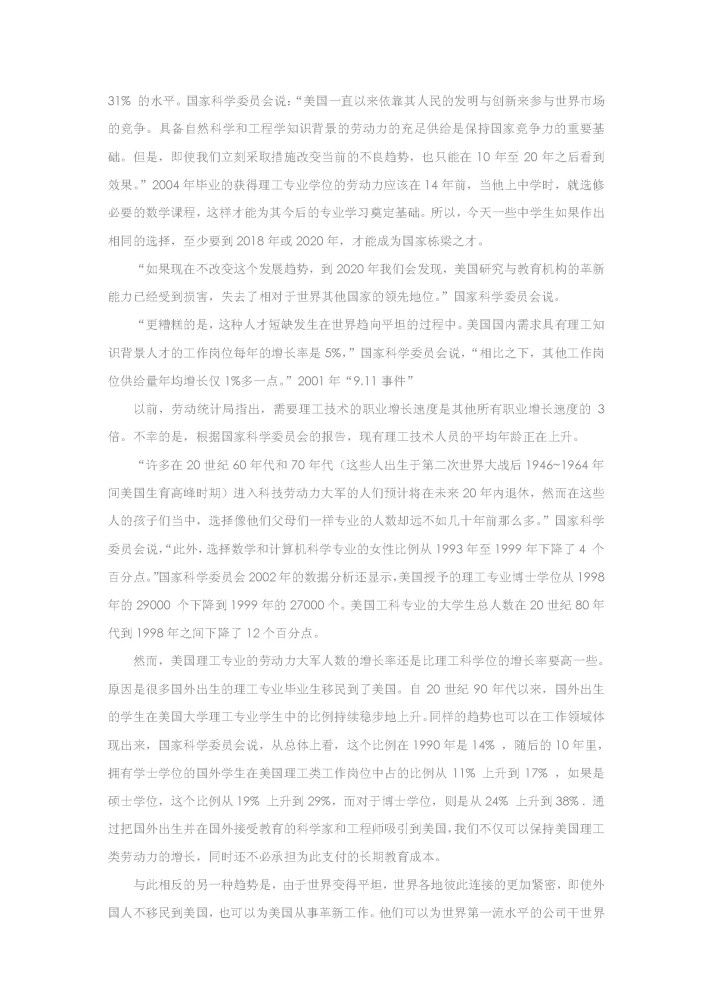 31% 的水平。国家科学委员会说：“美国一直以来依靠其人民的发明与创新来参与世界市场
的竞争。具备自然科学和工程学知识背景的劳动力的充足供给是保持国家竞争力的重要基
础。但是，即使我们立刻采取措施改变当前的不良趋势，也只能在 10 年至 20 年之后看到
效果。”2004 年毕业的获得理工专业学位的劳动力应该在 14 年前，当他上中学时，就选修
必要的数学课程，这样才能为其今后的专业学习奠定基础。所以，今天一些中学生如果作出
相同的选择，至少要到 2018 年或 2020 年，才能成为国家栋梁之才。
“如果现在不改变这个发展趋势，到 2020 年我们会发现，美国研究与教育机构的革新
能力已经受到损害，失去了相对于世界其他国家的领先地位。”国家科学委员会说。
“更糟糕的是，这种人才短缺发生在世界趋向平坦的过程中。美国国内需求具有理工知
识背景人才的工作岗位每年的增长率是 5%，”国家科学委员会说，“相比之下，其他工作岗
位供给量年均增长仅 1%多一点。”2001 年“9.11 事件”
以前，劳动统计局指出，需要理工技术的职业增长速度是其他所有职业增长速度的 3
倍。不幸的是，根据国家科学委员会的报告，现有理工技术人员的平均年龄正在上升。
“许多在 20 世纪 60 年代和 70 年代（这些人出生于第二次世界大战后 1946~1964 年
间美国生育高峰时期）进入科技劳动力大军的人们预计将在未来 20 年内退休，然而在这些
人的孩子们当中，选择像他们父母们一样专业的人数却远不如几十年前那么多。”国家科学
委员会说，“此外，选择数学和计算机科学专业的女性比例从 1993 年至 1999 年下降了 4 个
百分点。”国家科学委员会 2002 年的数据分析还显示，美国授予的理工专业博士学位从 1998
年的 29000 个下降到 1999 年的 27000 个。美国工科专业的大学生总人数在 20 世纪 80 年
代到 1998 年之间下降了 12 个百分点。
然而，美国理工专业的劳动力大军人数的增长率还是比理工科学位的增长率要高一些。
原因是很多国外出生的理工专业毕业生移民到了美国。自 20 世纪 90 年代以来，国外出生
的学生在美国大学理工专业学生中的比例持续稳步地上升。同样的趋势也可以在工作领域体
现出来，国家科学委员会说，从总体上看，这个比例在 1990 年是 14% ，随后的 10 年里，
拥有学士学位的国外学生在美国理工类工作岗位中占的比例从 11% 上升到 17% ，如果是
硕士学位，这个比例从 19% 上升到 29%，而对于博士学位，则是从 24% 上升到 38% . 通
过把国外出生并在国外接受教育的科学家和工程师吸引到美国，我们不仅可以保持美国理工
类劳动力的增长，同时还不必承担为此支付的长期教育成本。
与此相反的另一种趋势是，由于世界变得平坦，世界各地彼此连接的更加紧密，即使外
国人不移民到美国，也可以为美国从事革新工作。他们可以为世界第一流水平的公司干世界